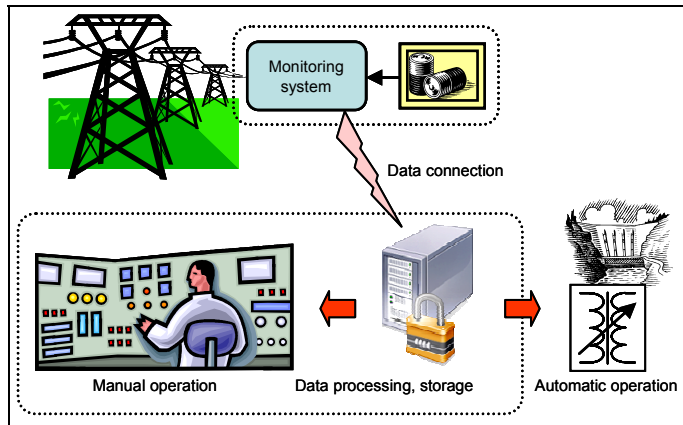 Monitoring
system
Data connection
Manual operation
Data processing, storage
Automatic operation